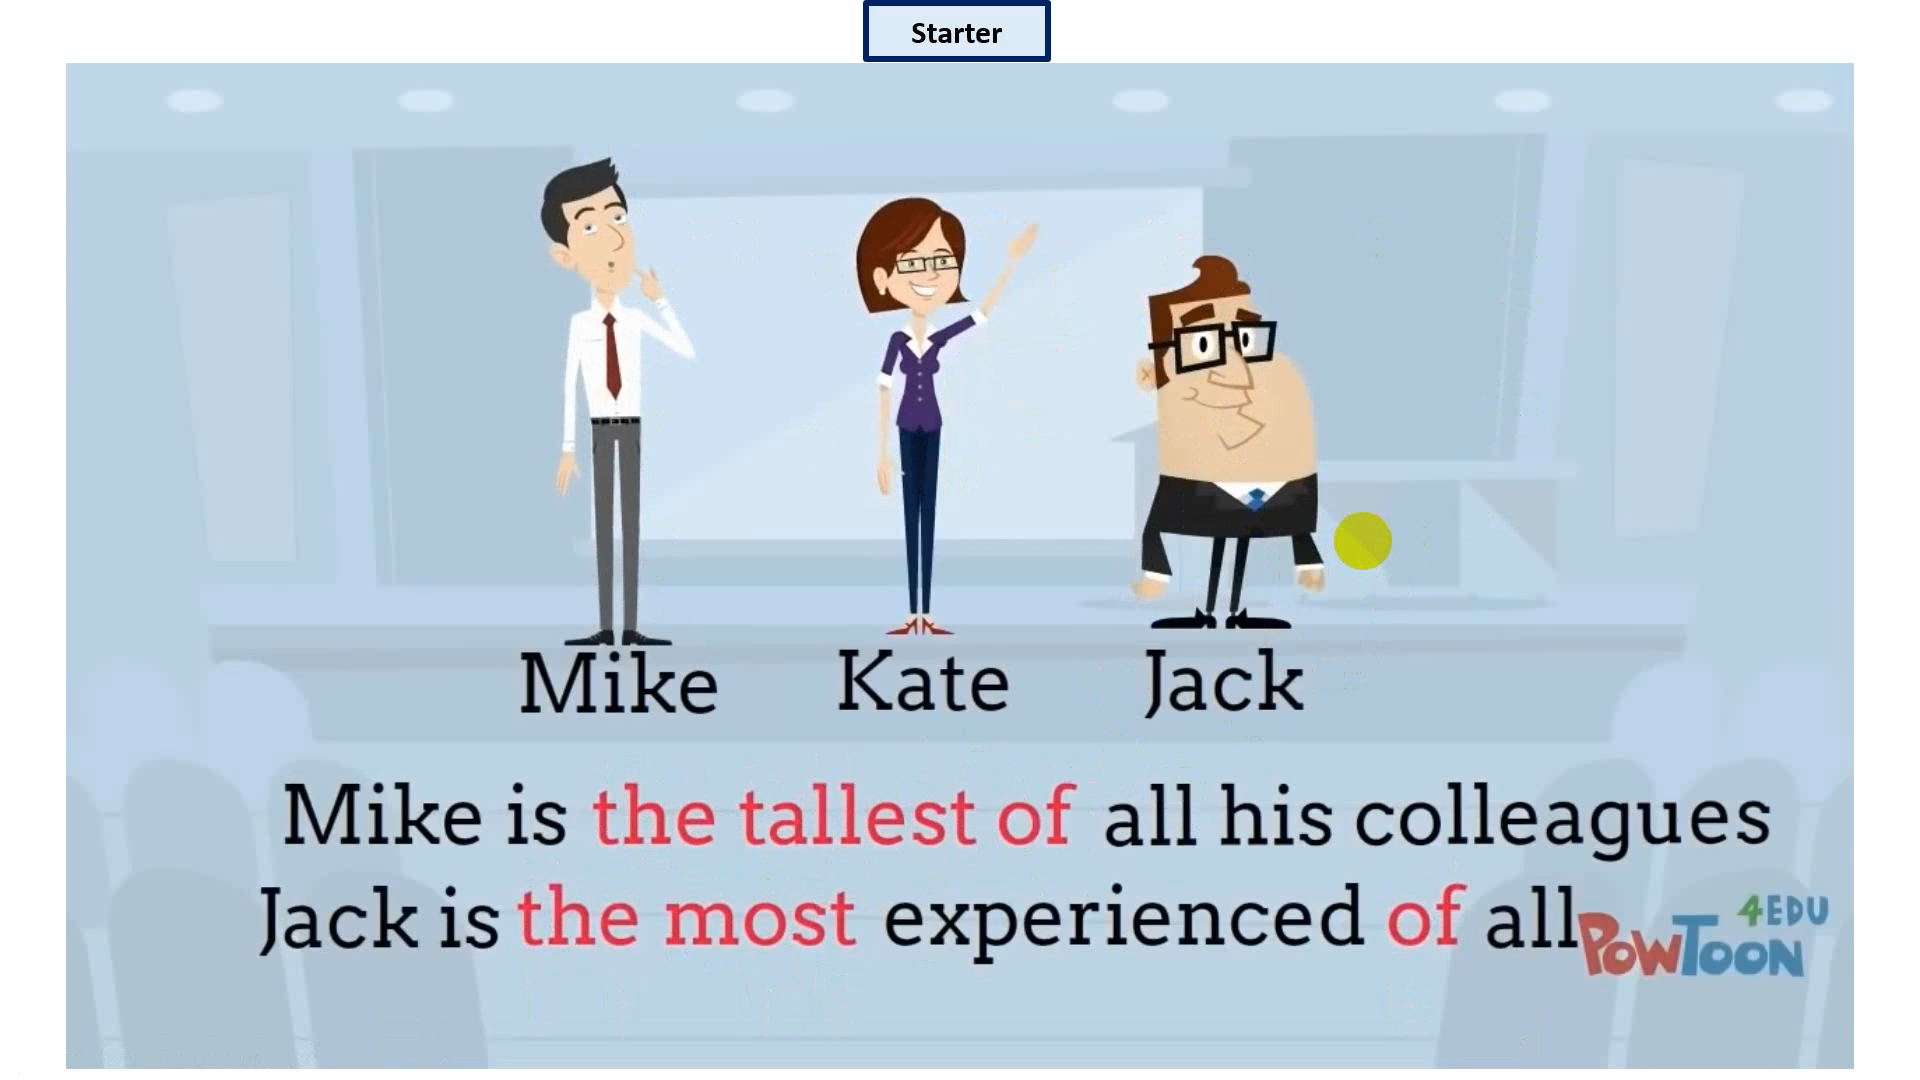 Starter
Mike Kate Jack
Mike is the tallest of all his colleagues
Jack is the most experienced of all
4EDU
POWTOON